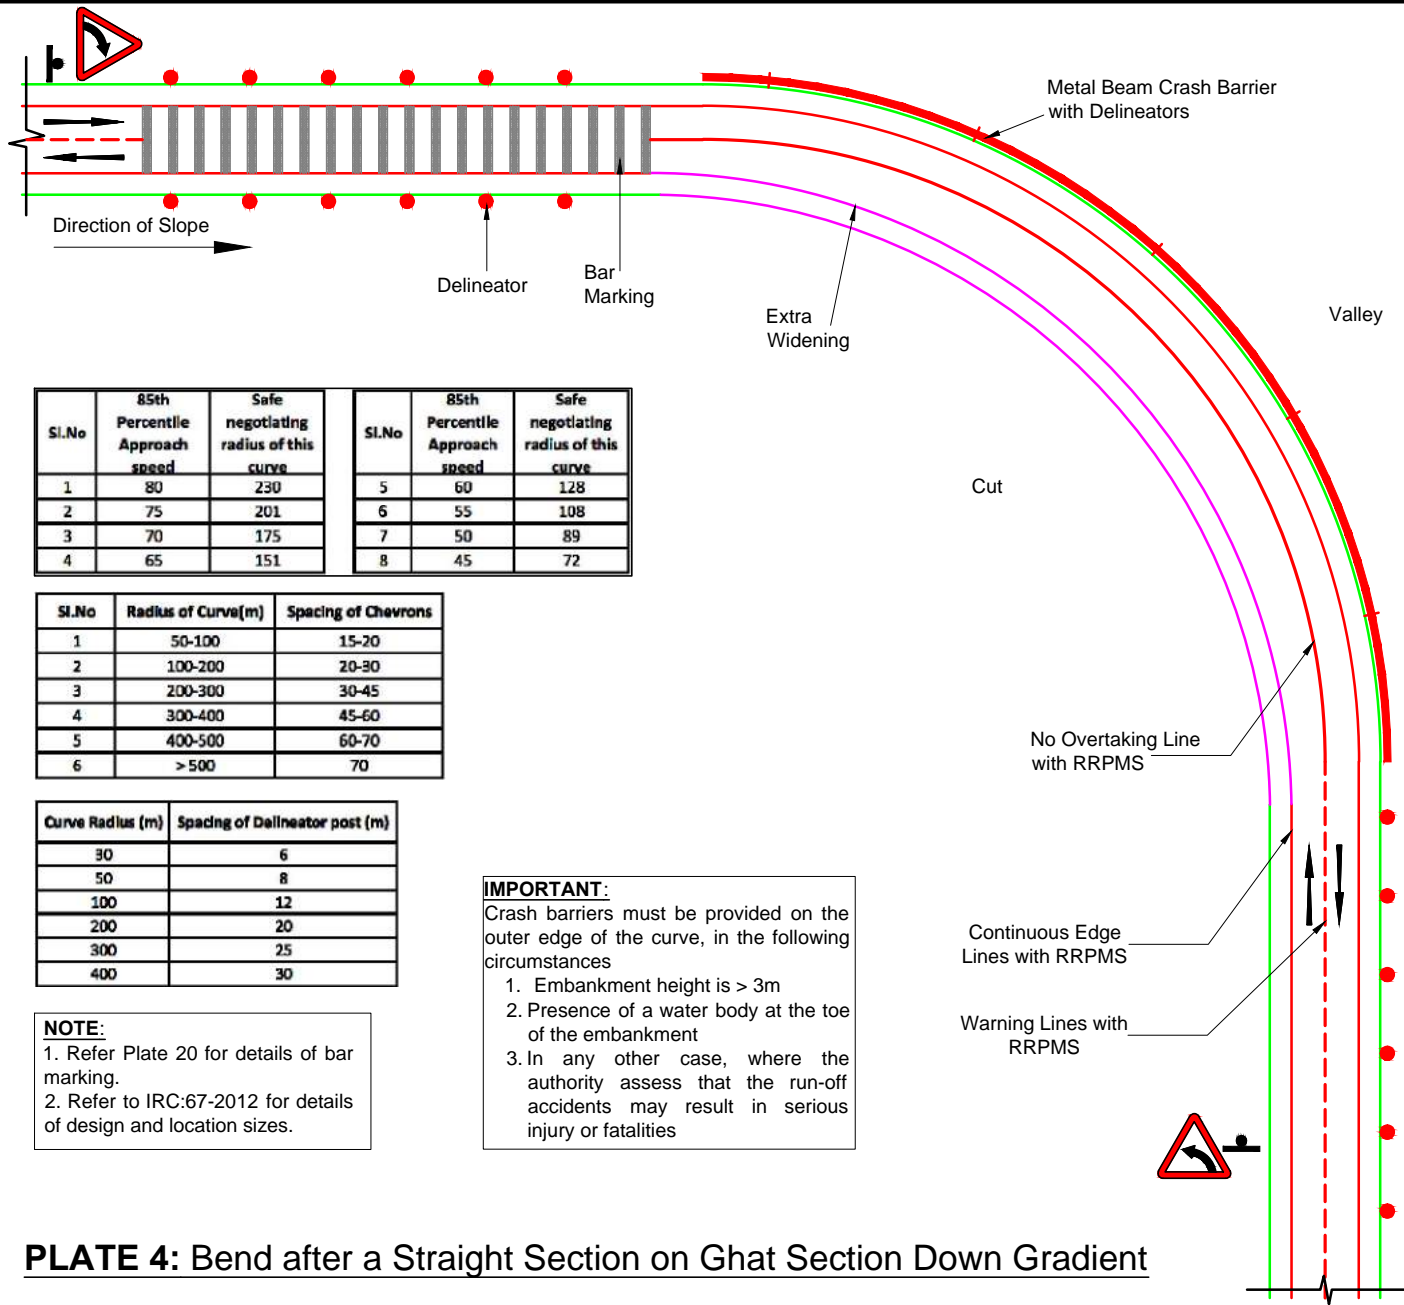 Metal Beam Crash Barrier
with Delineators
Direction of Slope
Delineator
Bar
Marking
Extra
Widening
Valley
Cut
Sl.No | 85th Percentile Approach speed | Safe negotiating radius of this curve | Sl.No | 85th Percentile Approach speed | Safe negotiating radius of this curve
1 | 80 | 230 | 5 | 60 | 128
2 | 75 | 201 | 6 | 55 | 108
3 | 70 | 175 | 7 | 50 | 89
4 | 65 | 151 | 8 | 45 | 72
Sl.No | Radius of Curve(m) | Spacing of Chevrons
1 | 50-100 | 15-20
2 | 100-200 | 20-30
3 | 200-300 | 30-45
4 | 300-400 | 45-60
5 | 400-500 | 60-70
6 | >500 | 70
Curve Radius (m) | Spacing of Delineator post (m)
30 | 6
50 | 8
100 | 12
200 | 20
300 | 25
400 | 30
NOTE:
1. Refer Plate 20 for details of bar
marking.
2. Refer to IRC:67-2012 for details
of design and location sizes.
IMPORTANT:
Crash barriers must be provided on the
outer edge of the curve, in the following
circumstances
1. Embankment height is > 3m
2. Presence of a water body at the toe
of the embankment
3. In any other case, where the
authority assess that the run-off
accidents may result in serious
injury or fatalities
No Overtaking Line
with RRPMS
Continuous Edge
Lines with RRPMS
Warning Lines with
RRPMS
PLATE 4: Bend after a Straight Section on Ghat Section Down Gradient